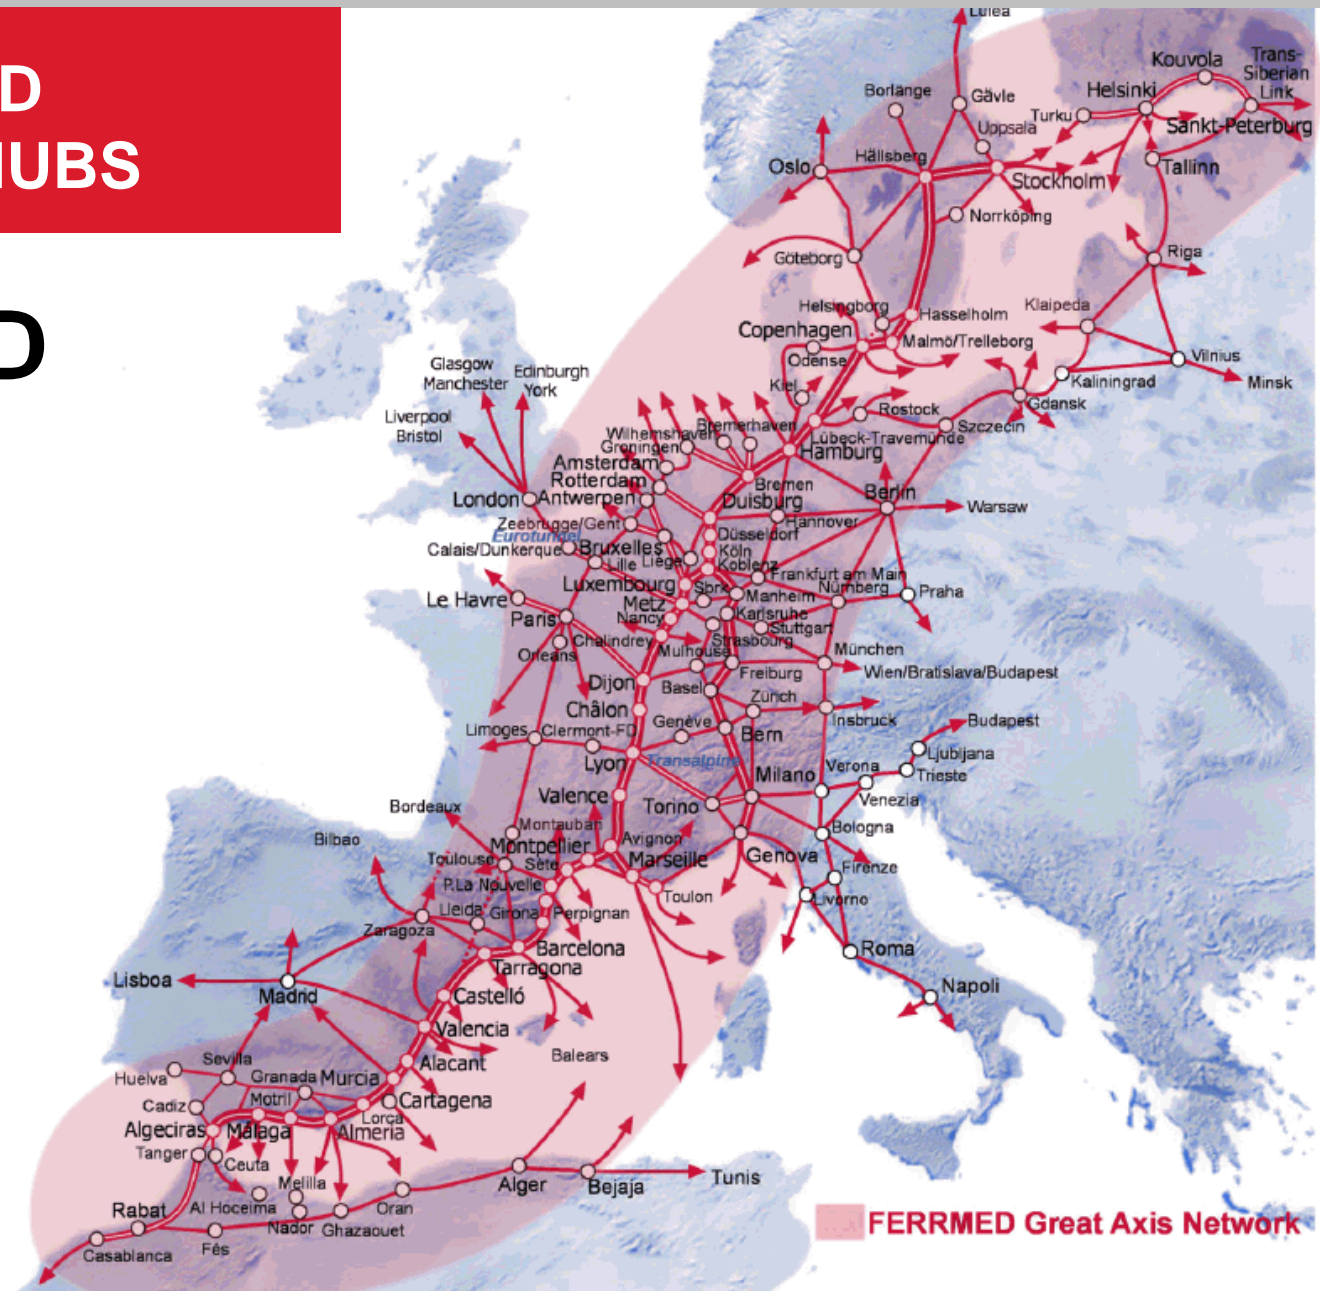 D
HUBS
D
Lulea
Kouvola
Trans-
Siberian
Link
Helsinki
Borlänge
Gävle
Turku
Sankt-Peterburg
Uppsala
Hällsberg
Oslo
Tallinn
Stockholm
Norrköping
Göteborg
Riga
Helsingborg
Hasselholm
Klaipeda
Copenhagen
Malmö/Trelleborg
Odense
Vilnius
Kiel
Kaliningrad
Minsk
Glasgow
Manchester
Edinburgh
York
Liverpool
Bristol
Rostock
Gdansk
Szczecin
Bremerhaven
Wilhemshaven
Groningen
Lübeck-Travemünde
Hamburg
Amsterdam
Rotterdam
Bremen
London
Antwerpen
Duisburg
Berlin
Warsaw
Zeebrugge/Gent
Hannover
Eurotunnel
Düsseldorf
Calais/Dunkerque
Bruxelles
Köln
Lille
Liège
Koblenz
Frankfurt am Main
Luxembourg
Sbrk
Manheim
Nürnberg
Praha
Le Havre
Metz
Karlsruhe
Paris
Nancy
Stuttgart
Chalindrey
Strasbourg
Orleans
Mulhouse
München
Freiburg
Wien/Bratislava/Budapest
Dijon
Basel
Zürich
Châlon
Genève
Insbruck
Budapest
Limoges
Clermont-FD
Bern
Ljubljana
Lyon
Transalpine
Milano
Verona
Trieste
Valence
Torino
Venezia
Bordeaux
Montauban
Bologna
Bilbao
Avignon
Montpellier
Genova
Toulouse
Sète
Marseille
Firenze
P.La Nouvelle
Toulon
Livorno
Lleida
Girona
Perpignan
Zaragoza
Barcelona
Roma
Tarragona
Lisboa
Madrid
Castelló
Napoli
Valencia
Balears
Alacant
Sevilla
Huelva
Granada
Murcia
Cadiz
Motril
Cartagena
Lorca
Algeciras
Málaga
Almeria
Tanger
Ceuta
Melilla
Alger
Bejaja
Tunis
Rabat
Al Hoceima
Oran
Nador
Ghazaouet
Casablanca
Fés
FERRMED Great Axis Network